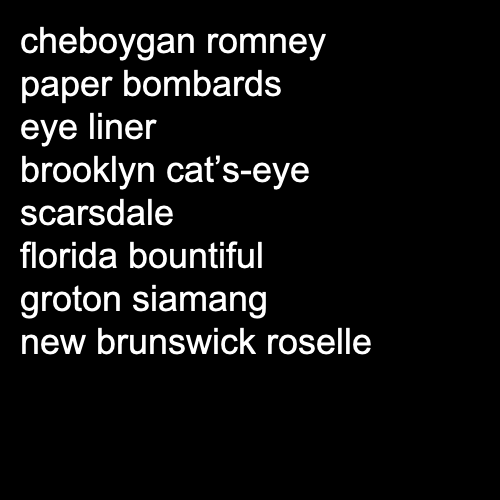 cheboygan romney
paper bombards
eye liner
brooklyn cat’s-eye
scarsdale
florida bountiful
groton siamang
new brunswick roselle